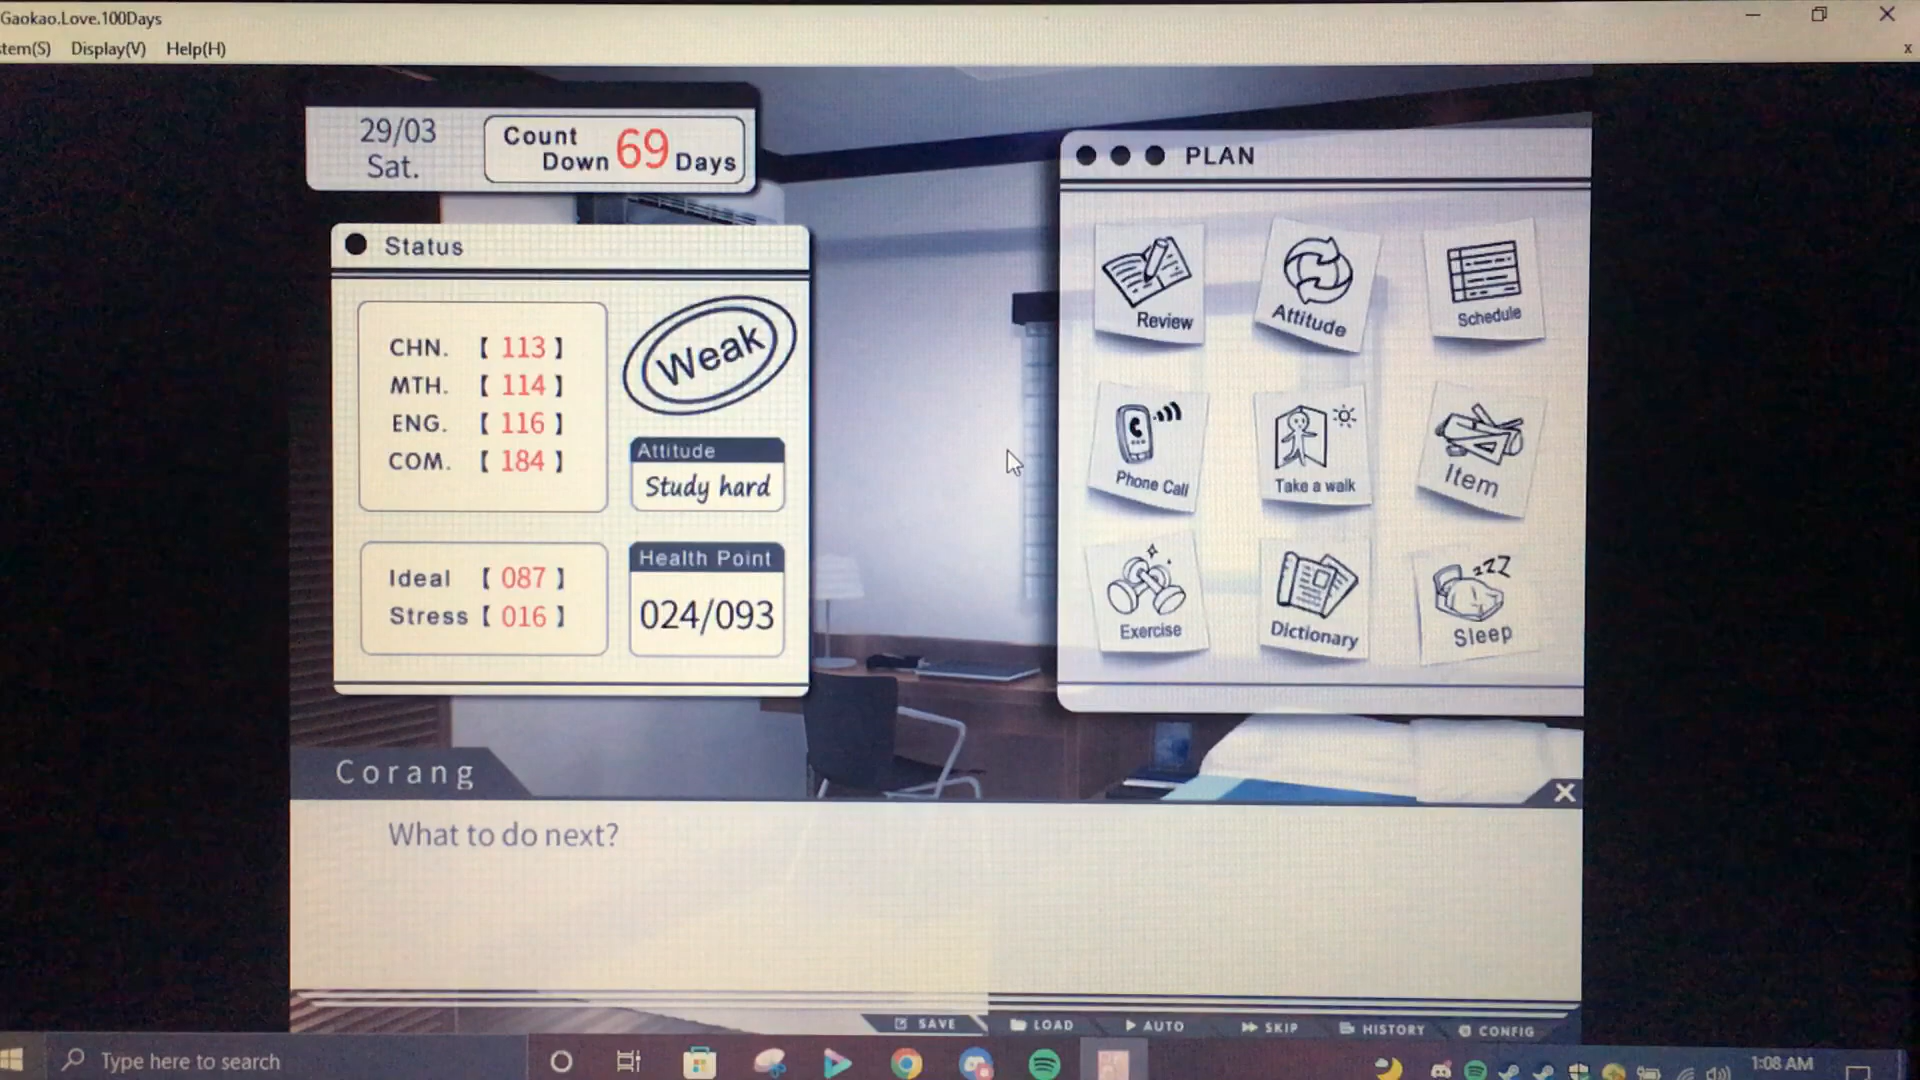 Gaokao.Love.100Days
tem(S) Display(V) Help(H)
x
29/03
Sat.
Count
Down 69 Days
Status
CHN. 【 113 】
MTH. 【 114 】
ENG. 【 116 】
COM. 【 184 】
Weak
Attitude
Study hard
Ideal 【 087 】
Stress 【 016 】
Health Point
024/093
PLAN
Review
Attitude
Schedule
Phone Call
Take a walk
Item
Exercise
Dictionary
zzZ
Sleep
Corang
What to do next?
SAVE LOAD AUTO SKIP HISTORY CONFIG
Type here to search
1:08 AM